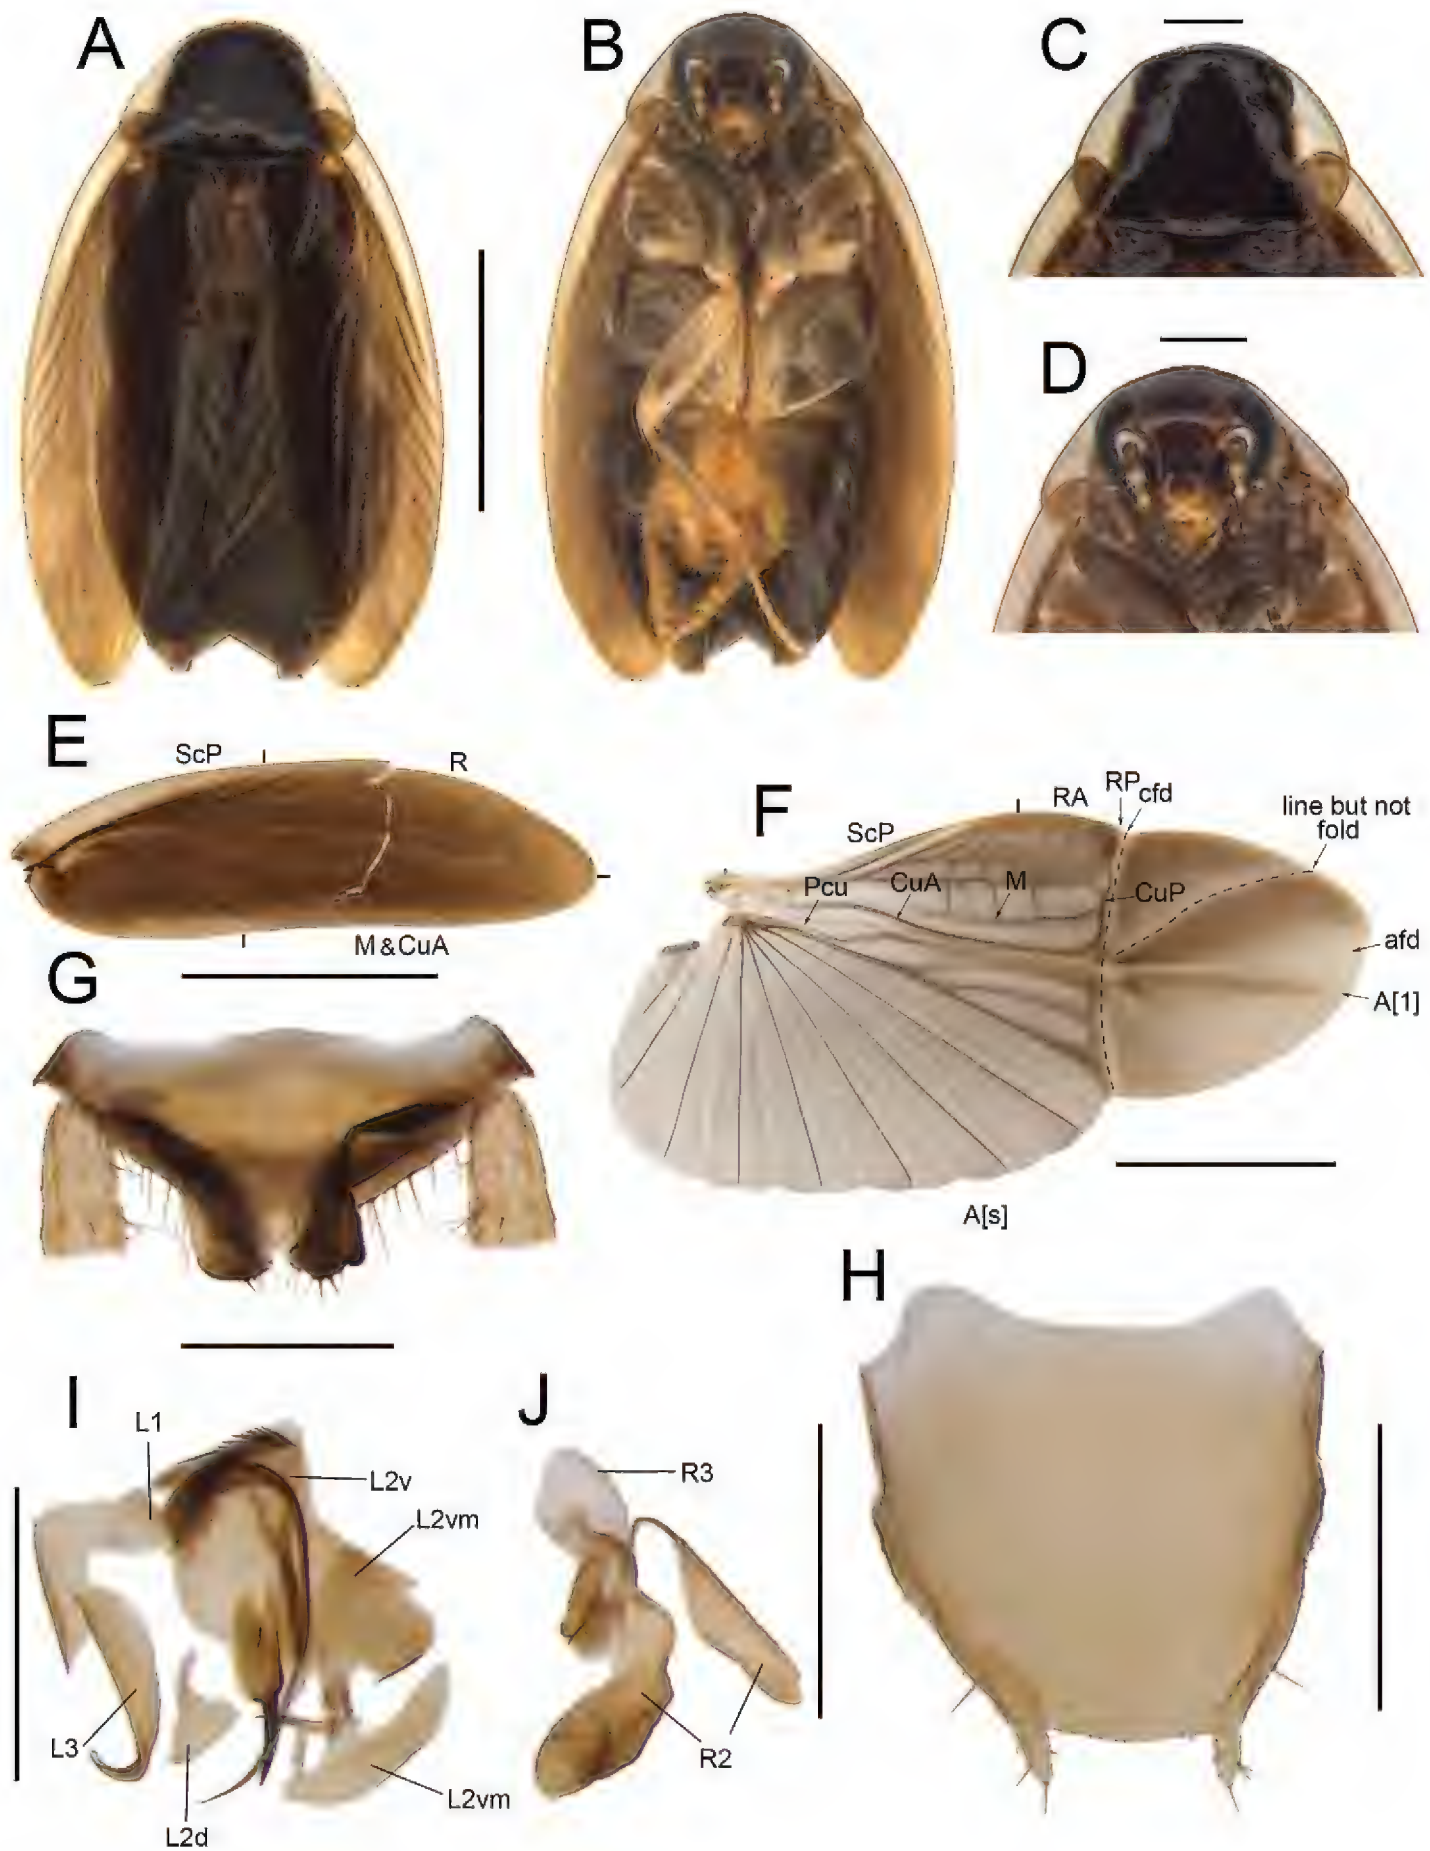 A
B
C
D
E
ScP
R
M&CuA
F
ScP
RA
RP
cfd
line but not
fold
Pcu
CuA
M
CuP
afd
A[1]
A[s]
G
H
I
L1
L2v
L2vm
L3
L2d
L2vm
J
R3
R2